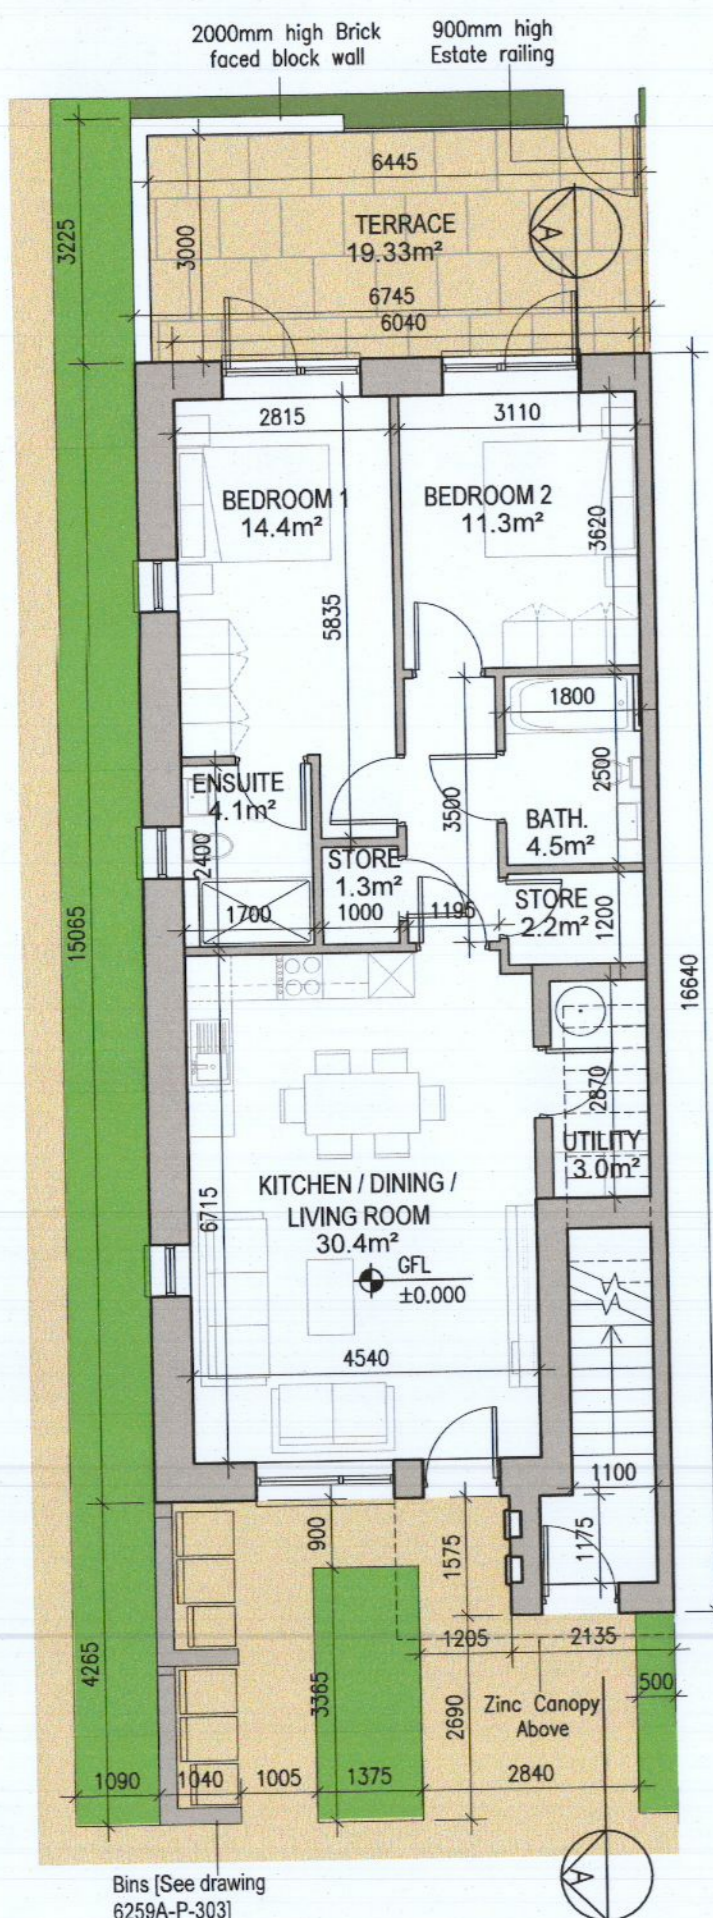 2000mm high Brick
faced block wall
900mm high
Estate railing
6445
3225
3000
TERRACE
19.33m²
A
6745
6040
2815
3110
BEDROOM 1
14.4m²
BEDROOM 2
11.3m²
3620
5835
1800
ENSUITE
4.1m²
2400
3500
2500
BATH.
4.5m²
STORE
1.3m²
STORE
2.2m²
1700
1000
1195
1200
15065
16640
2870
UTILITY
3.0m²
KITCHEN / DINING /
LIVING ROOM
30.4m²
6715
GFL
±0.000
4540
1100
900
1575
1175
4265
1205
2135
3365
2690
Zinc Canopy
Above
500
1090
1040
1005
1375
2840
A
Bins [See drawing
6259A-P-303]